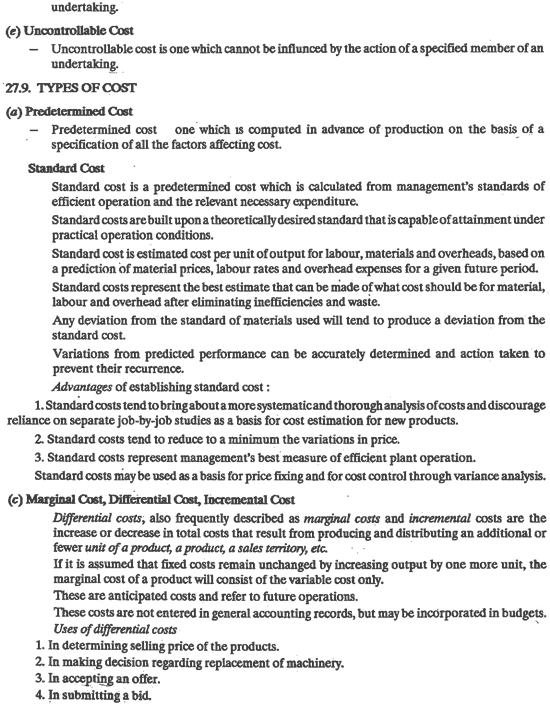 undertaking.
(e) Uncontrollable Cost
– Uncontrollable cost is one which cannot be influnced by the action of a specified member of an
undertaking.
27.9. TYPES OF COST
(a) Predetermined Cost
– Predetermined cost one which is computed in advance of production on the basis of a
specification of all the factors affecting cost.
Standard Cost
Standard cost is a predetermined cost which is calculated from management's standards of
efficient operation and the relevant necessary expenditure.
Standard costs are built upon a theoretically desired standard that is capable of attainment under
practical operation conditions.
Standard cost is estimated cost per unit of output for labour, materials and overheads, based on
a prediction of material prices, labour rates and overhead expenses for a given future period.
Standard costs represent the best estimate that can be made of what cost should be for material,
labour and overhead after eliminating inefficiencies and waste.
Any deviation from the standard of materials used will tend to produce a deviation from the
standard cost.
Variations from predicted performance can be accurately determined and action taken to
prevent their recurrence.
Advantages of establishing standard cost :
1. Standard costs tend to bring about a more systematic and thorough analysis of costs and discourage
reliance on separate job-by-job studies as a basis for cost estimation for new products.
2. Standard costs tend to reduce to a minimum the variations in price.
3. Standard costs represent management's best measure of efficient plant operation.
Standard costs may be used as a basis for price fixing and for cost control through variance analysis.
(c) Marginal Cost, Differential Cost, Incremental Cost
Differential costs, also frequently described as marginal costs and incremental costs are the
increase or decrease in total costs that result from producing and distributing an additional or
fewer unit of a product, a product, a sales territory, etc.
If it is assumed that fixed costs remain unchanged by increasing output by one more unit, the
marginal cost of a product will consist of the variable cost only.
These are anticipated costs and refer to future operations.
These costs are not entered in general accounting records, but may be incorporated in budgets.
Uses of differential costs
1. In determining selling price of the products.
2. In making decision regarding replacement of machinery.
3. In accepting an offer.
4. In submitting a bid.